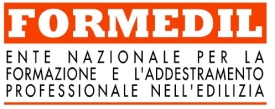 FORMEDIL
ENTE NAZIONALE PER LA
FORMAZIONE E L'ADDESTRAMENTO
PROFESSIONALE NELL'EDILIZIA